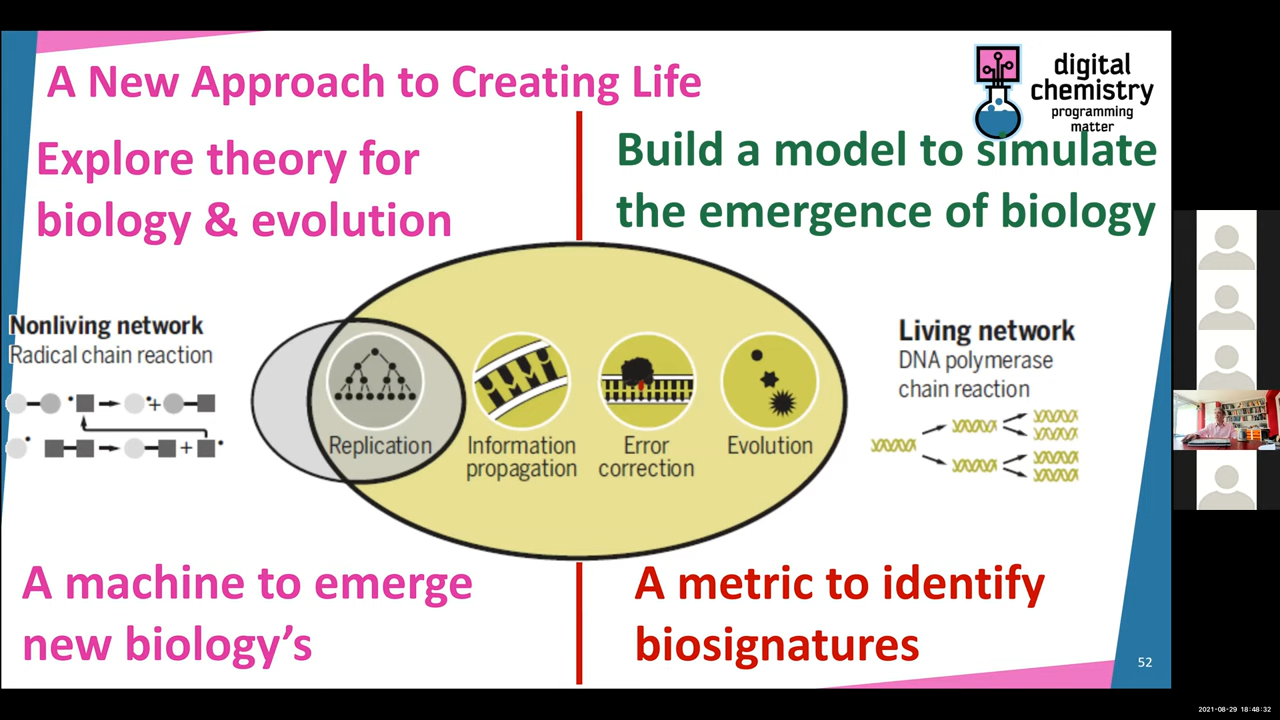 A New Approach to Creating Life
digital
chemistry
programming
matter
Explore theory for
biology & evolution
Build a model to simulate
the emergence of biology
Nonliving network
Radical chain reaction
Replication
Information
propagation
Error
correction
Evolution
Living network
DNA polymerase
chain reaction
A machine to emerge
new biology’s
A metric to identify
biosignatures
52
2021-08-29 18:48:32